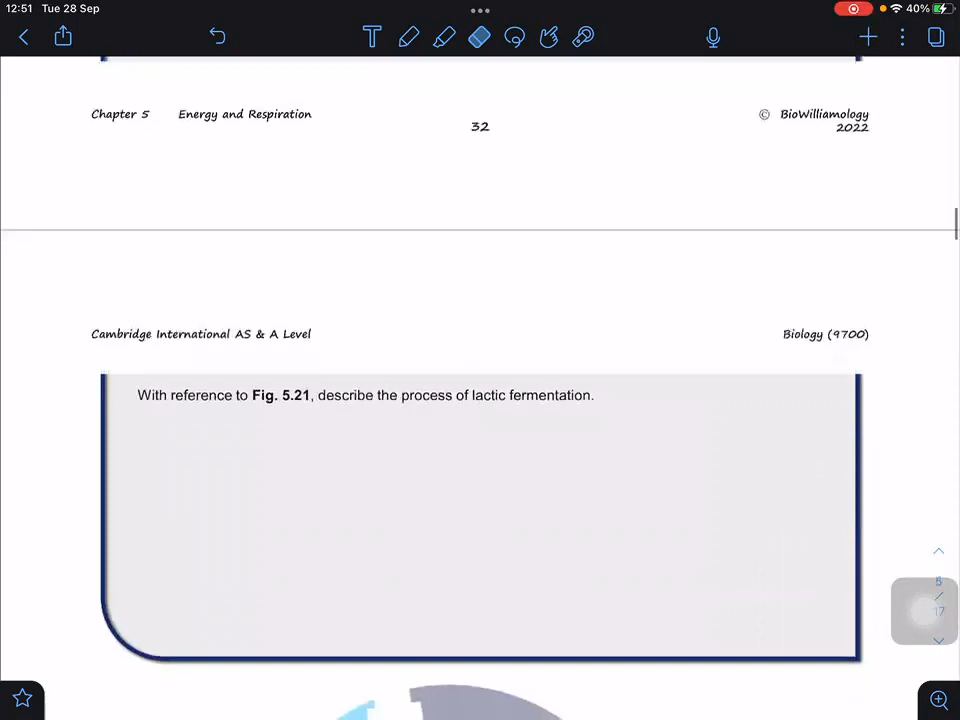 12:51 Tue 28 Sep
40%
T
Chapter 5 Energy and Respiration
32
© BioWilliamology
2022
Cambridge International AS & A Level
Biology (9700)
With reference to Fig. 5.21, describe the process of lactic fermentation.
/
17